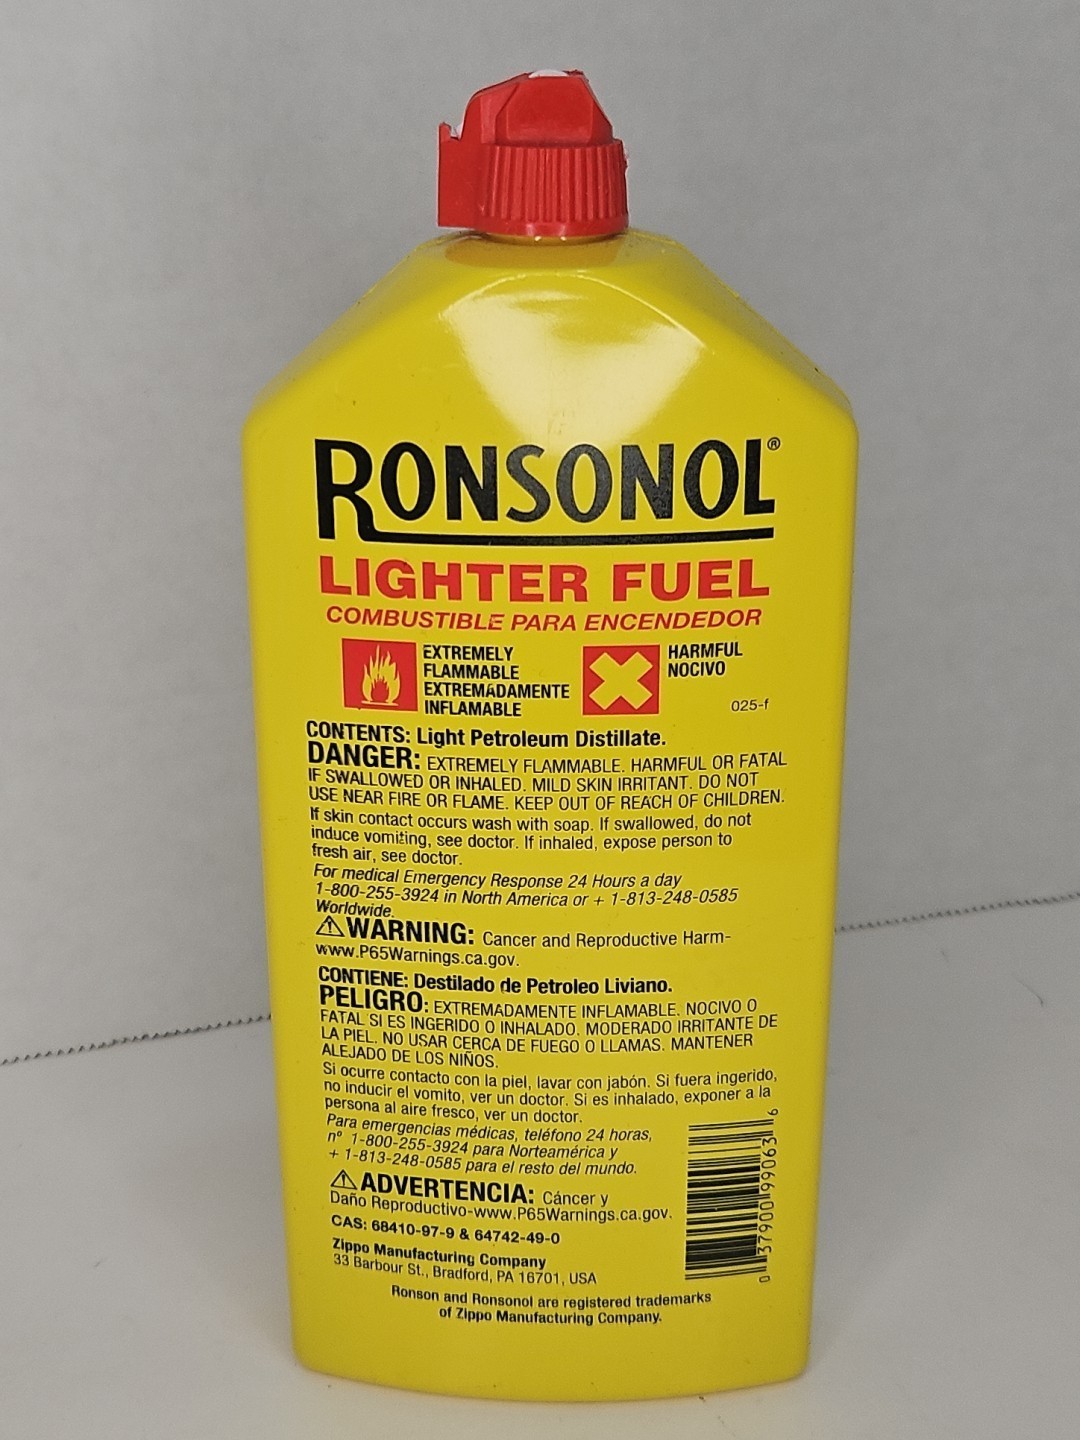 RONSONOL®
LIGHTER FUEL
COMBUSTIBLE PARA ENCENDEDOR
EXTREMELY
FLAMMABLE
EXTREMADAMENTE
INFLAMABLE
HARMFUL
NOCIVO
025-f
CONTENTS: Light Petroleum Distillate.
DANGER: EXTREMELY FLAMMABLE. HARMFUL OR FATAL
IF SWALLOWED OR INHALED. MILD SKIN IRRITANT. DO NOT
USE NEAR FIRE OR FLAME. KEEP OUT OF REACH OF CHILDREN.
If skin contact occurs wash with soap. If swallowed, do not
induce vomiting, see doctor. If inhaled, expose person to
fresh air, see doctor.
For medical Emergency Response 24 Hours a day
1-800-255-3924 in North America or + 1-813-248-0585
Worldwide.
⚠WARNING: Cancer and Reproductive Harm-
www.P65Warnings.ca.gov.
CONTIENE: Destilado de Petroleo Liviano.
PELIGRO: EXTREMADAMENTE INFLAMABLE. NOCIVO O
FATAL SI ES INGERIDO O INHALADO. MODERADO IRRITANTE DE
LA PIEL. NO USAR CERCA DE FUEGO O LLAMAS. MANTENER
ALEJADO DE LOS NIÑOS.
Si ocurre contacto con la piel, lavar con jabón. Si fuera ingerido,
no inducir el vomito, ver un doctor. Si es inhalado, exponer a la
persona al aire fresco, ver un doctor.
Para emergencias médicas, teléfono 24 horas,
nº 1-800-255-3924 para Norteamérica y
+ 1-813-248-0585 para el resto del mundo.
⚠ADVERTENCIA: Cáncer y
Daño Reproductivo-www.P65Warnings.ca.gov.
CAS: 68410-97-9 & 64742-49-0
Zippo Manufacturing Company
33 Barbour St., Bradford, PA 16701, USA
Ronson and Ronsonol are registered trademarks
of Zippo Manufacturing Company.
0 37900 99063 6